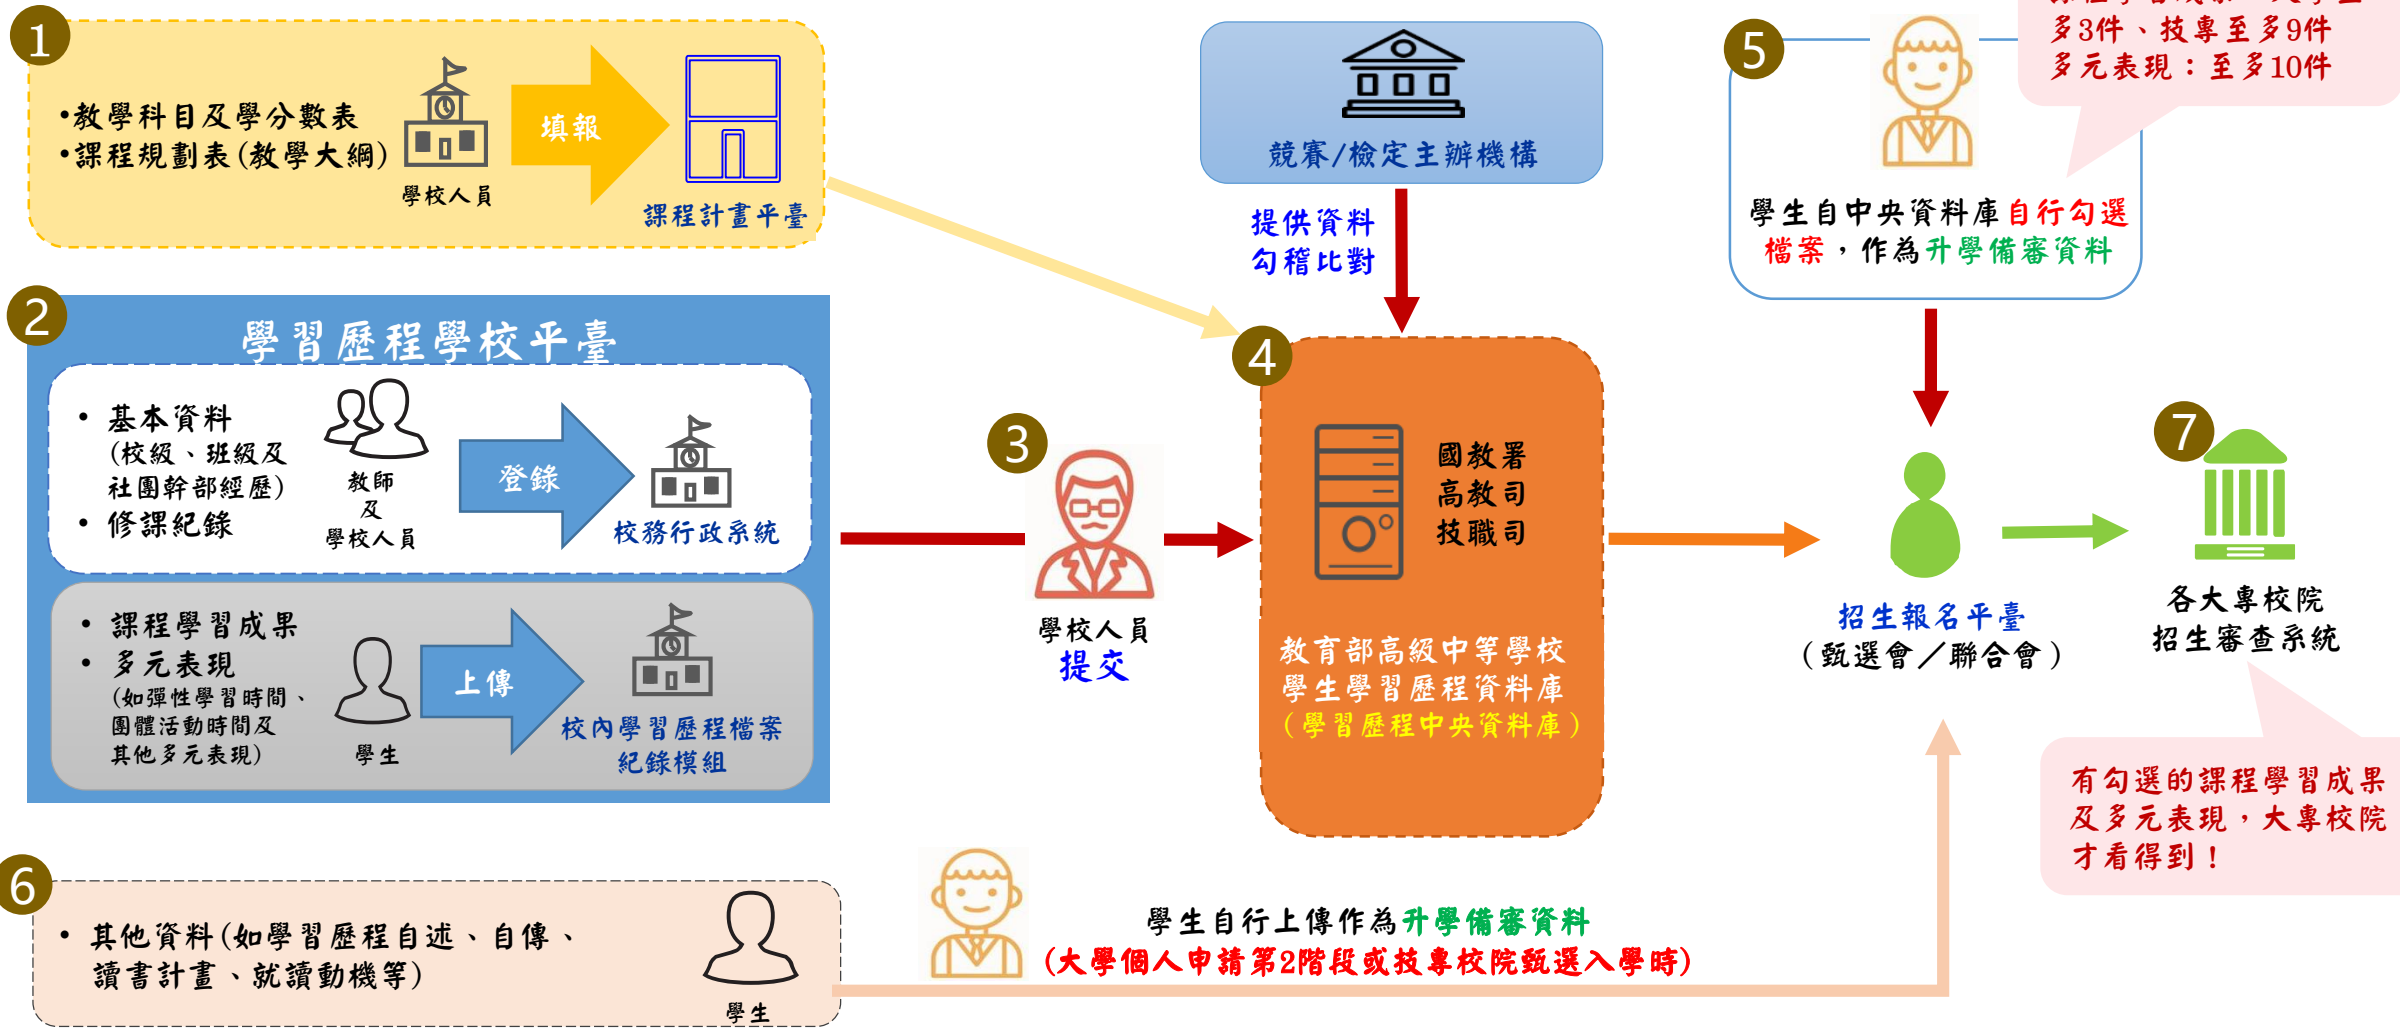 1
•教學科目及學分數表
•課程規劃表(教學大綱)
學校人員
填報
課程計畫平臺
競賽/檢定主辦機構
提供資料
勾稽比對
5
多3件、技專至多9件
多元表現：至多10件
學生自中央資料庫自行勾選
檔案，作為升學備審資料
2
學習歷程學校平臺
• 基本資料
(校級、班級及
社團幹部經歷)
• 修課紀錄
教師
及
學校人員
登錄
校務行政系統
• 課程學習成果
• 多元表現
(如彈性學習時間、
團體活動時間及
其他多元表現)
學生
上傳
校內學習歷程檔案
紀錄模組
3
學校人員
提交
4
國教署
高教司
技職司
教育部高級中等學校
學生學習歷程資料庫
（學習歷程中央資料庫）
招生報名平臺
（甄選會／聯合會）
7
各大專校院
招生審查系統
有勾選的課程學習成果
及多元表現，大專校院
才看得到！
6
• 其他資料(如學習歷程自述、自傳、
讀書計畫、就讀動機等)
學生
學生自行上傳作為升學備審資料
(大學個人申請第2階段或技專校院甄選入學時)